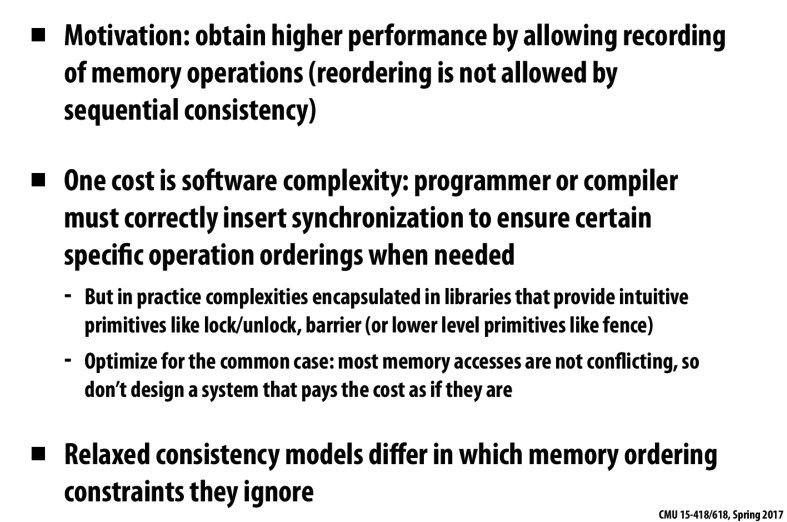 ■ Motivation: obtain higher performance by allowing recording
of memory operations (reordering is not allowed by
sequential consistency)
■ One cost is software complexity: programmer or compiler
must correctly insert synchronization to ensure certain
specific operation orderings when needed
- But in practice complexities encapsulated in libraries that provide intuitive
primitives like lock/unlock, barrier (or lower level primitives like fence)
- Optimize for the common case: most memory accesses are not conflicting, so
don’t design a system that pays the cost as if they are
■ Relaxed consistency models differ in which memory ordering
constraints they ignore
CMU 15-418/618, Spring 2017